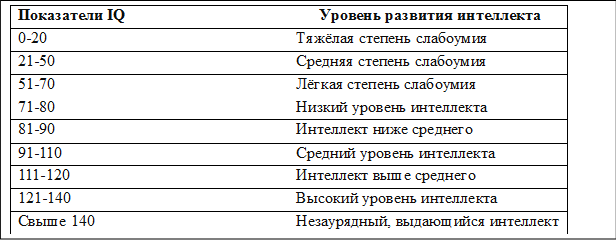 Показатели IQ Уровень развития интеллекта
0-20 Тяжёлая степень слабоумия
21-50 Средняя степень слабоумия
51-70 Лёгкая степень слабоумия
71-80 Низкий уровень интеллекта
81-90 Интеллект ниже среднего
91-110 Средний уровень интеллекта
111-120 Интеллект выше среднего
121-140 Высокий уровень интеллекта
Свыше 140 Незаурядный, выдающийся интеллект